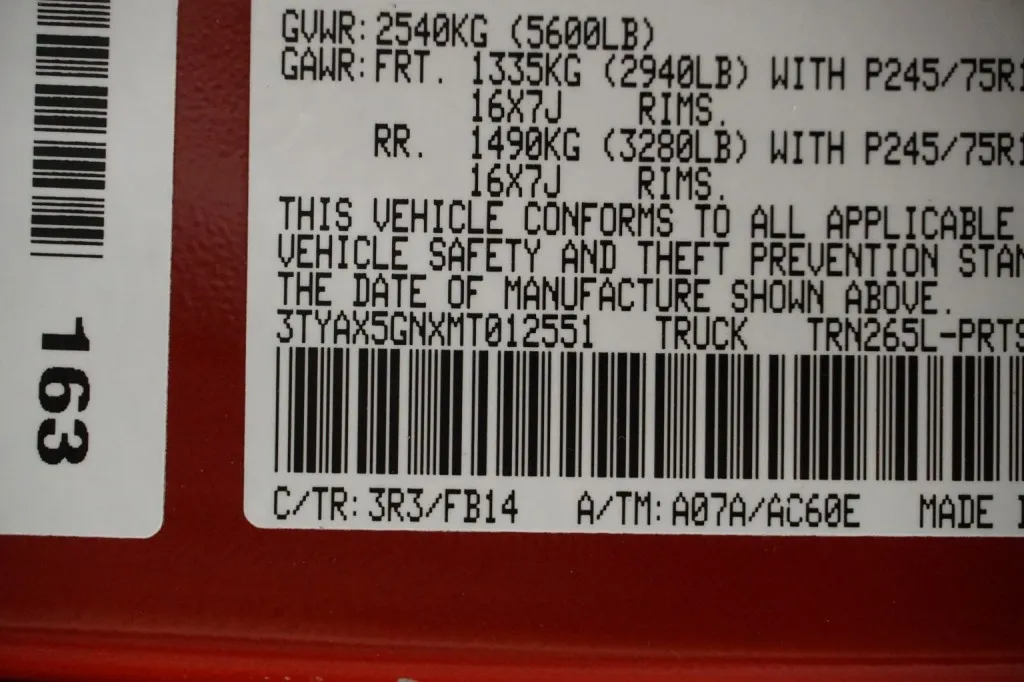 GVWR: 2540KG (5600LB)
GAWR: FRT. 1335KG (2940LB) WITH P245/75R1
16X7J RIMS.
RR. 1490KG (3280LB) WITH P245/75R1
16X7J RIMS.
THIS VEHICLE CONFORMS TO ALL APPLICABLE
VEHICLE SAFETY AND THEFT PREVENTION STAN
THE DATE OF MANUFACTURE SHOWN ABOVE.
3TYAX5GNXMT012551 TRUCK TRN265L-PRTS
C/TR: 3R3/FB14 A/TM: A07A/AC60E MADE I
163